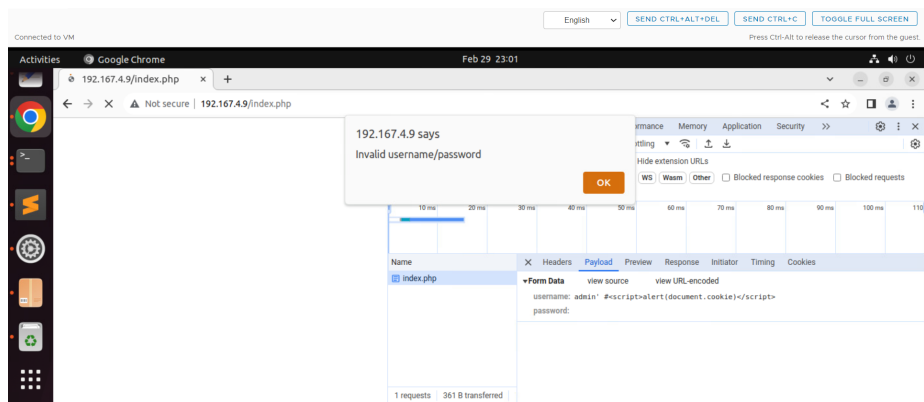 English
SEND CTRL+ALT+DEL
SEND CTRL+C
TOGGLE FULL SCREEN
Connected to VM
Press Ctrl-Alt to release the cursor from the guest.
Activities
Google Chrome
Feb 29 23:01
192.167.4.9/index.php
Not secure
192.167.4.9/index.php
192.167.4.9 says
Invalid username/password
OK
rmance Memory Application Security
ttling
Hide extension URLs
WS Wasm Other Blocked response cookies Blocked requests
10 ms 20 ms 30 ms 40 ms 50 ms 60 ms 70 ms 80 ms 90 ms 100 ms 110
Name
Headers Payload Preview Response Initiator Timing Cookies
index.php
Form Data view source view URL-encoded
username: admin' #<script>alert(document.cookie)</script>
password:
1 requests 361 B transferred